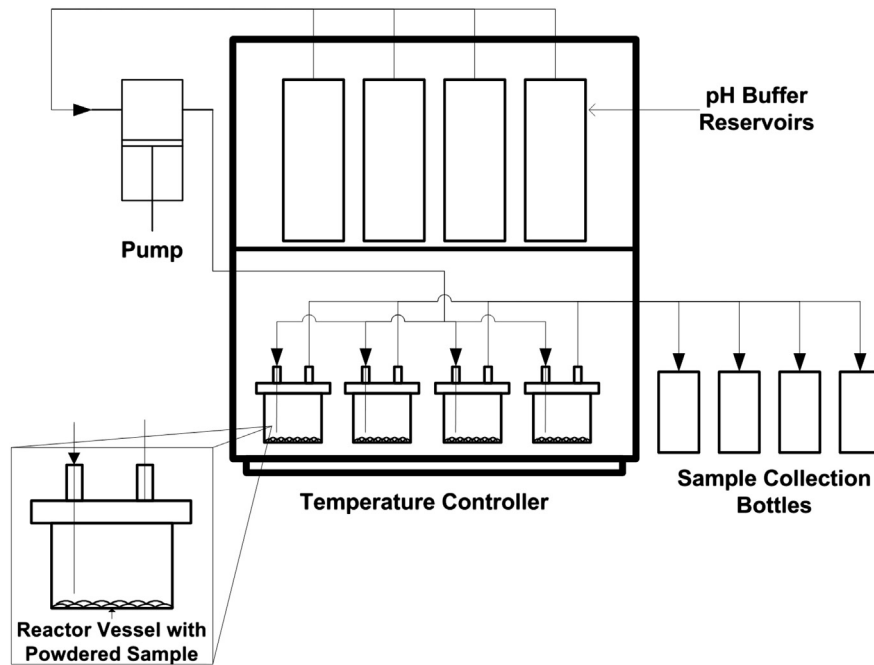 pH Buffer
Reservoirs
Pump
Temperature Controller
Sample Collection
Bottles
Reactor Vessel with
Powdered Sample